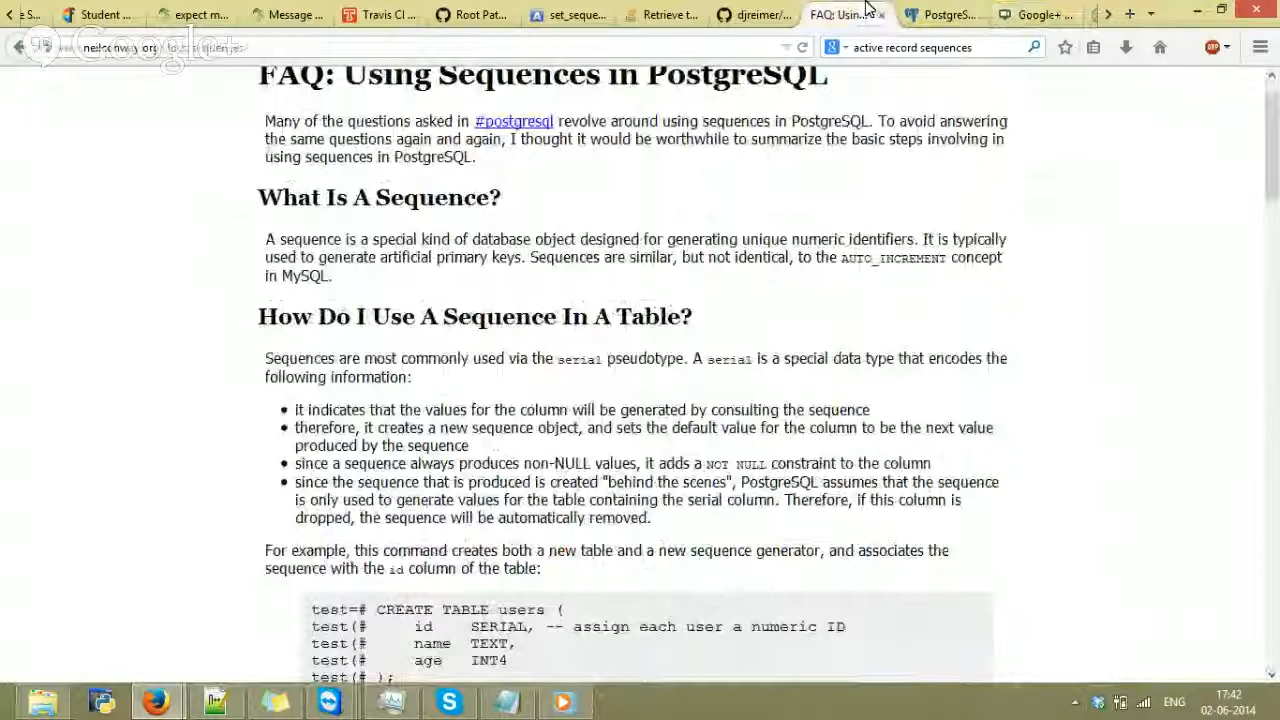 e S...
Student ...
expect m...
Message ...
Travis CI ...
Root Pat...
set_seque...
Retrieve t...
djreimer/...
FAQ: Usin...
PostgreS...
Google+ ...
Google+
active record sequences
ABP
FAQ: Using Sequences in PostgreSQL
Many of the questions asked in #postgresql revolve around using sequences in PostgreSQL. To avoid answering
the same questions again and again, I thought it would be worthwhile to summarize the basic steps involving in
using sequences in PostgreSQL.
What Is A Sequence?
A sequence is a special kind of database object designed for generating unique numeric identifiers. It is typically
used to generate artificial primary keys. Sequences are similar, but not identical, to the AUTO_INCREMENT concept
in MySQL.
How Do I Use A Sequence In A Table?
Sequences are most commonly used via the serial pseudotype. A serial is a special data type that encodes the
following information:
• it indicates that the values for the column will be generated by consulting the sequence
• therefore, it creates a new sequence object, and sets the default value for the column to be the next value
produced by the sequence
• since a sequence always produces non-NULL values, it adds a NOT NULL constraint to the column
• since the sequence that is produced is created "behind the scenes", PostgreSQL assumes that the sequence
is only used to generate values for the table containing the serial column. Therefore, if this column is
dropped, the sequence will be automatically removed.
For example, this command creates both a new table and a new sequence generator, and associates the
sequence with the id column of the table:
test=# CREATE TABLE users (
test(# id SERIAL, -- assign each user a numeric ID
test(# name TEXT,
test(# age INT4
test(# );
ENG
17:42
02-06-2014